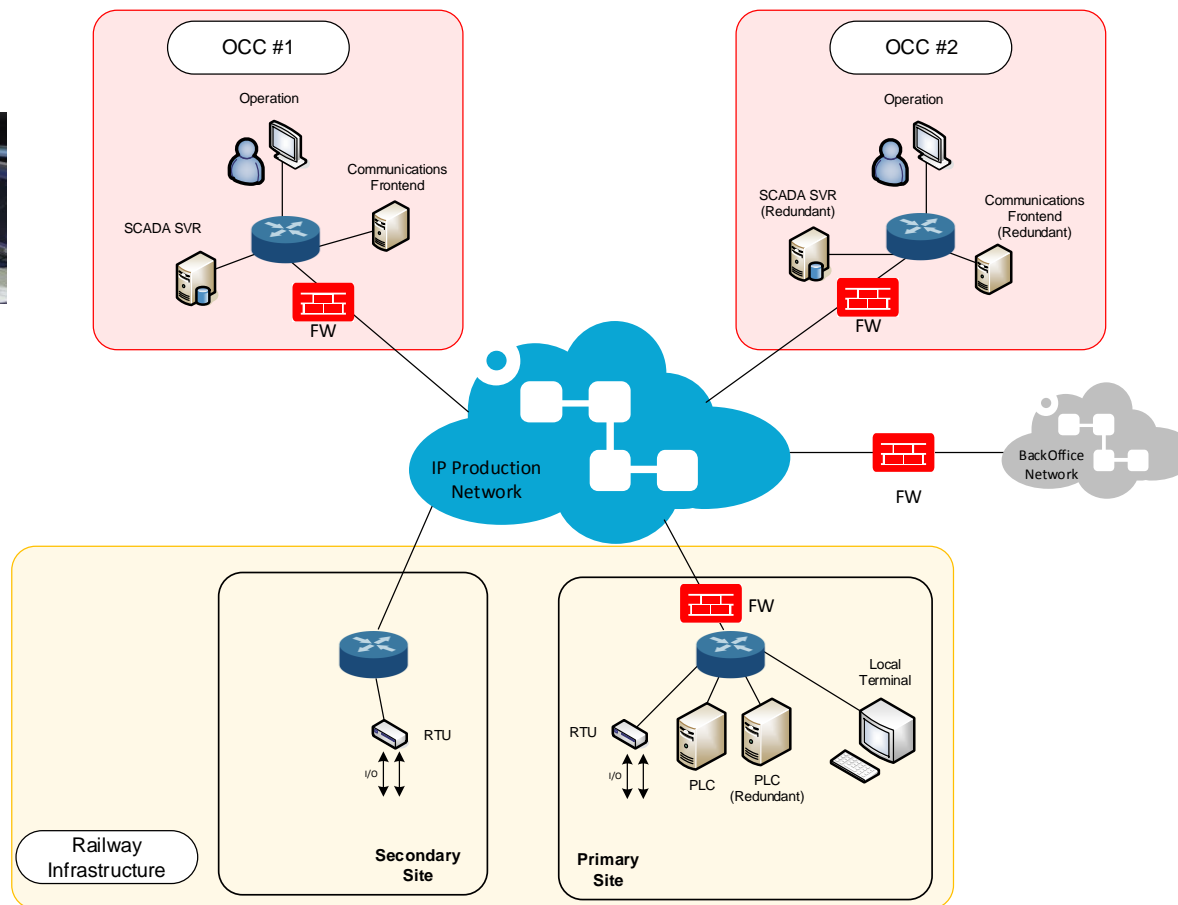 OCC #1
OCC #2
Operation
Operation
Communications
Frontend
SCADA SVR
SCADA SVR
(Redundant)
Communications
Frontend
(Redundant)
FW
FW
IP Production
Network
BackOffice
Network
FW
FW
Local
Terminal
RTU
I/O
RTU
I/O
PLC
PLC
(Redundant)
Railway
Infrastructure
Secondary
Site
Primary
Site